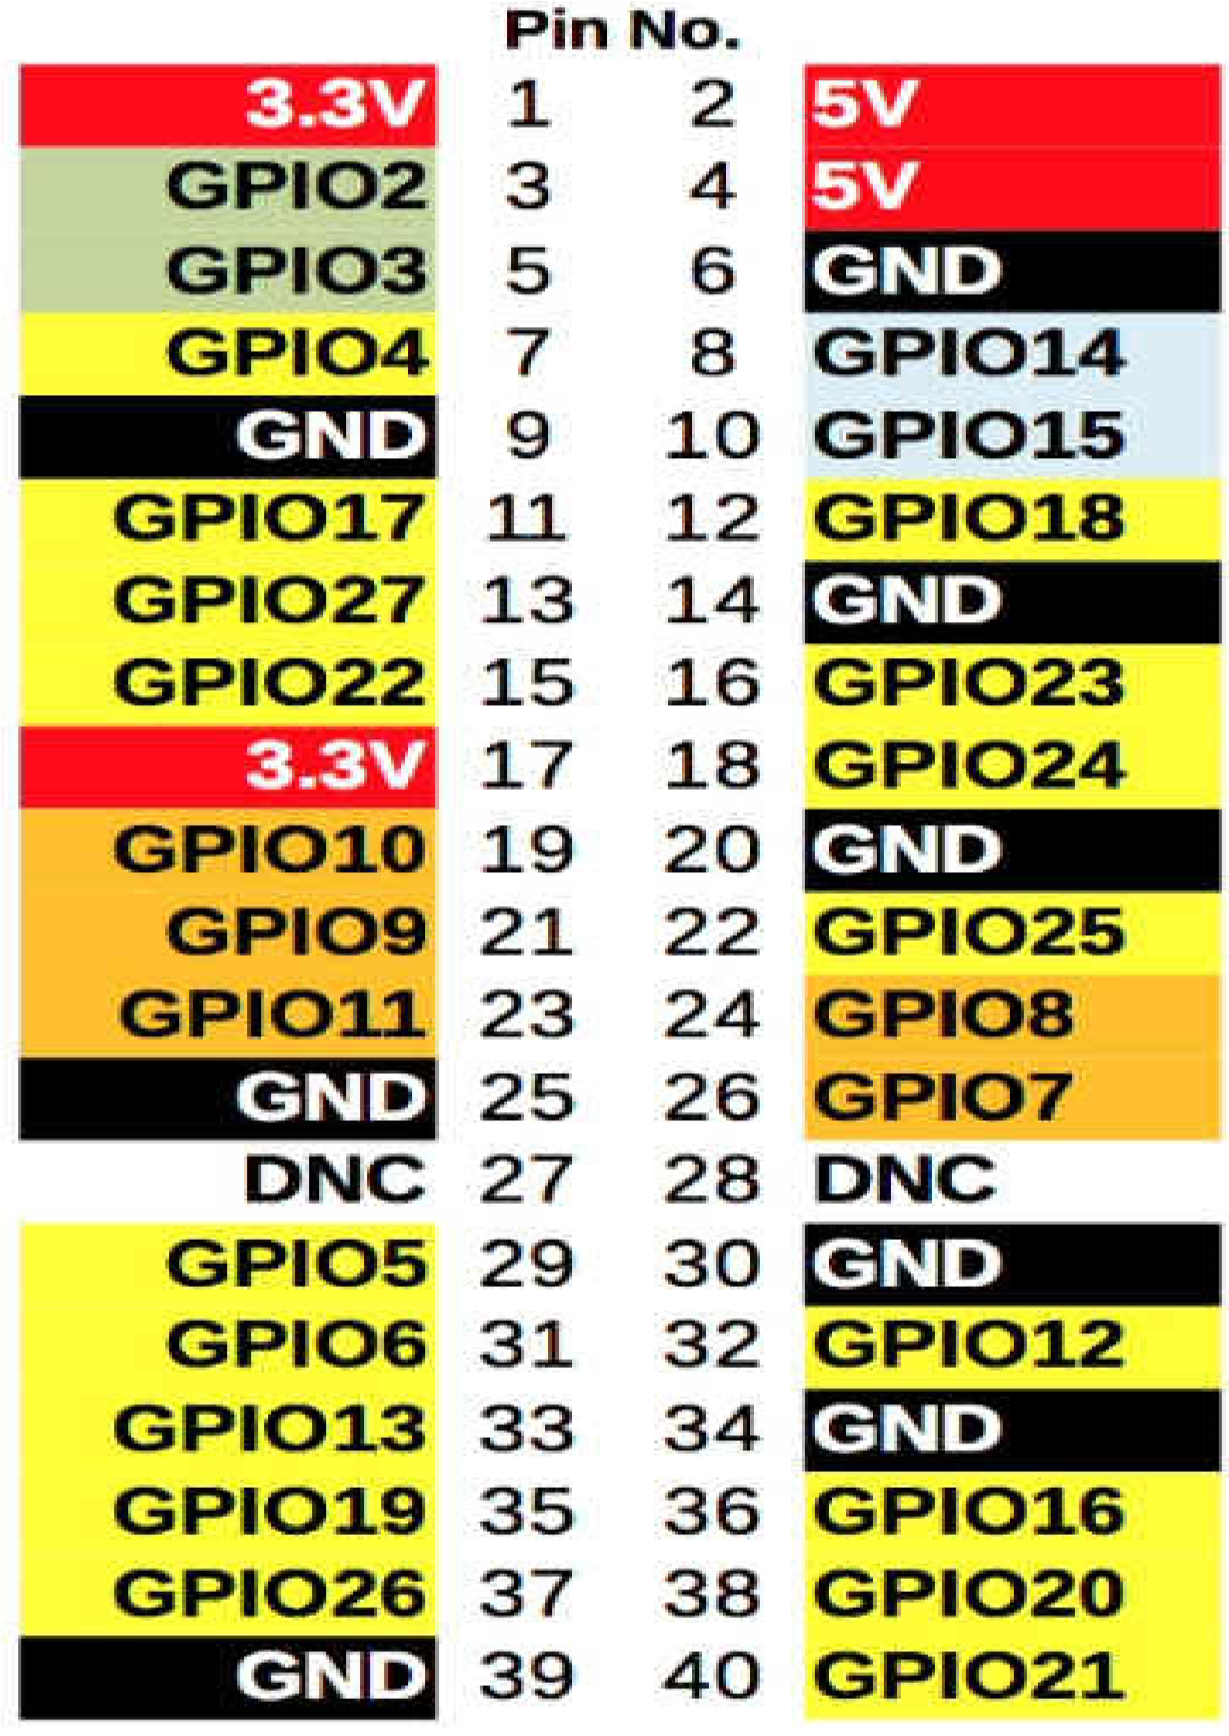 Pin No.
3.3V 1 2 5V
GPIO2 3 4 5V
GPIO3 5 6 GND
GPIO4 7 8 GPIO14
GND 9 10 GPIO15
GPIO17 11 12 GPIO18
GPIO27 13 14 GND
GPIO22 15 16 GPIO23
3.3V 17 18 GPIO24
GPIO10 19 20 GND
GPIO9 21 22 GPIO25
GPIO11 23 24 GPIO8
GND 25 26 GPIO7
DNC 27 28 DNC
GPIO5 29 30 GND
GPIO6 31 32 GPIO12
GPIO13 33 34 GND
GPIO19 35 36 GPIO16
GPIO26 37 38 GPIO20
GND 39 40 GPIO21